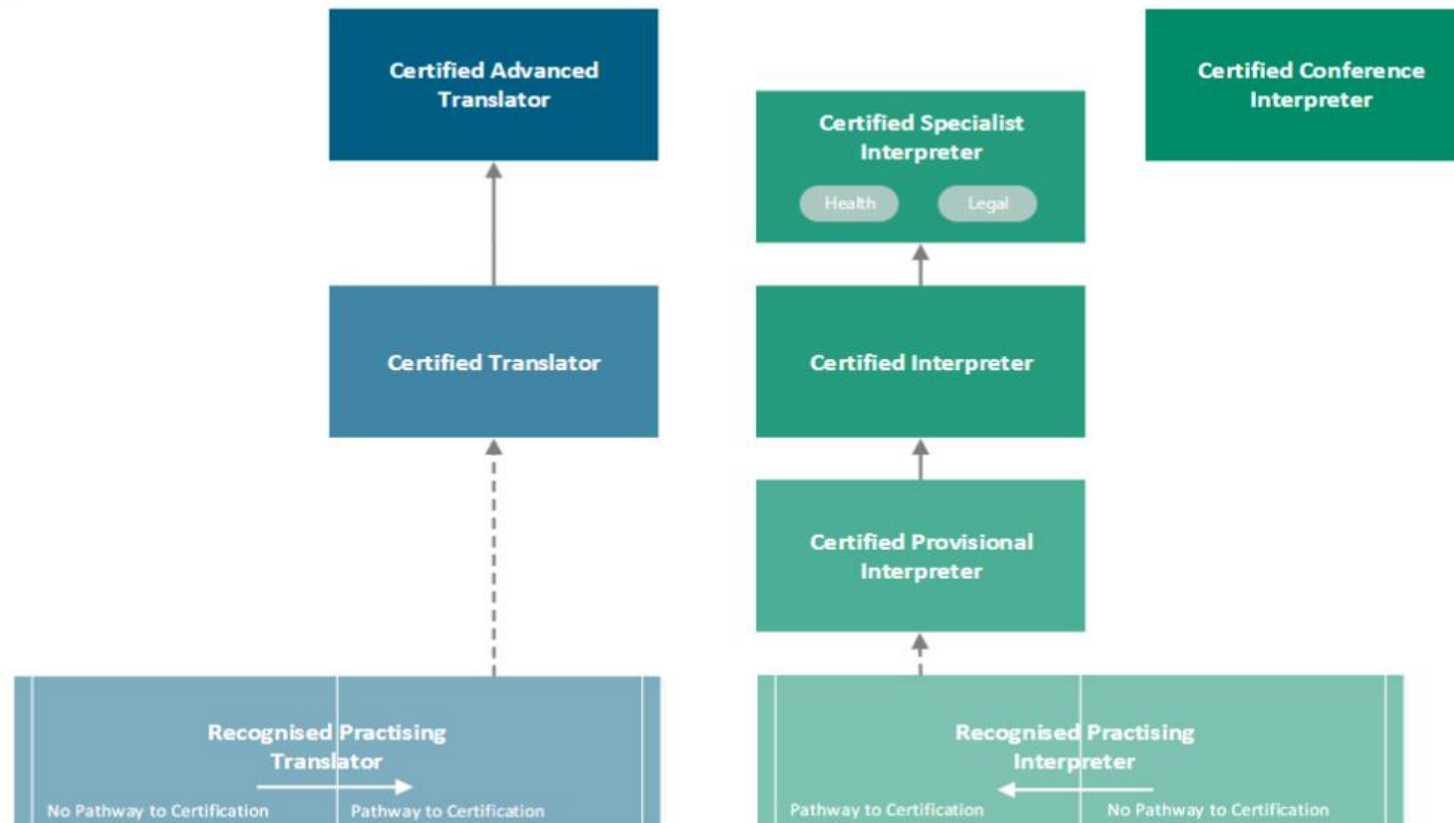 Certified Advanced
Translator
Certified Conference
Interpreter
Certified Specialist
Interpreter
Health
Legal
Certified Translator
Certified Interpreter
Certified Provisional
Interpreter
Recognised Practising
Translator
No Pathway to Certification
Pathway to Certification
Recognised Practising
Interpreter
Pathway to Certification
No Pathway to Certification